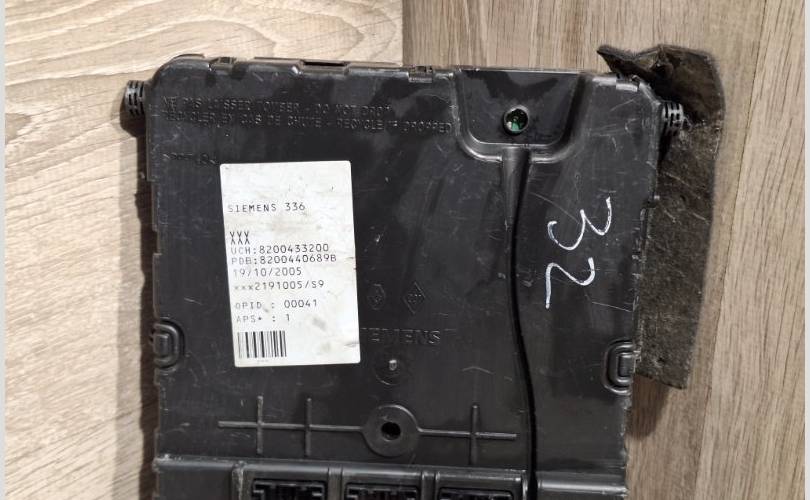 NE PAS LAISSER TOMBER - DO NOT DROP
RECYCLER EN CAS DE CHUTE - RECYCLE IF DROPPED
SIEMENS 336
XXX
XXX
UCH:8200433200
PDB:8200440689B
19/10/2005
xxx2191005/S9
OPID : 00041
APS+ : 1
SIEMENS
32